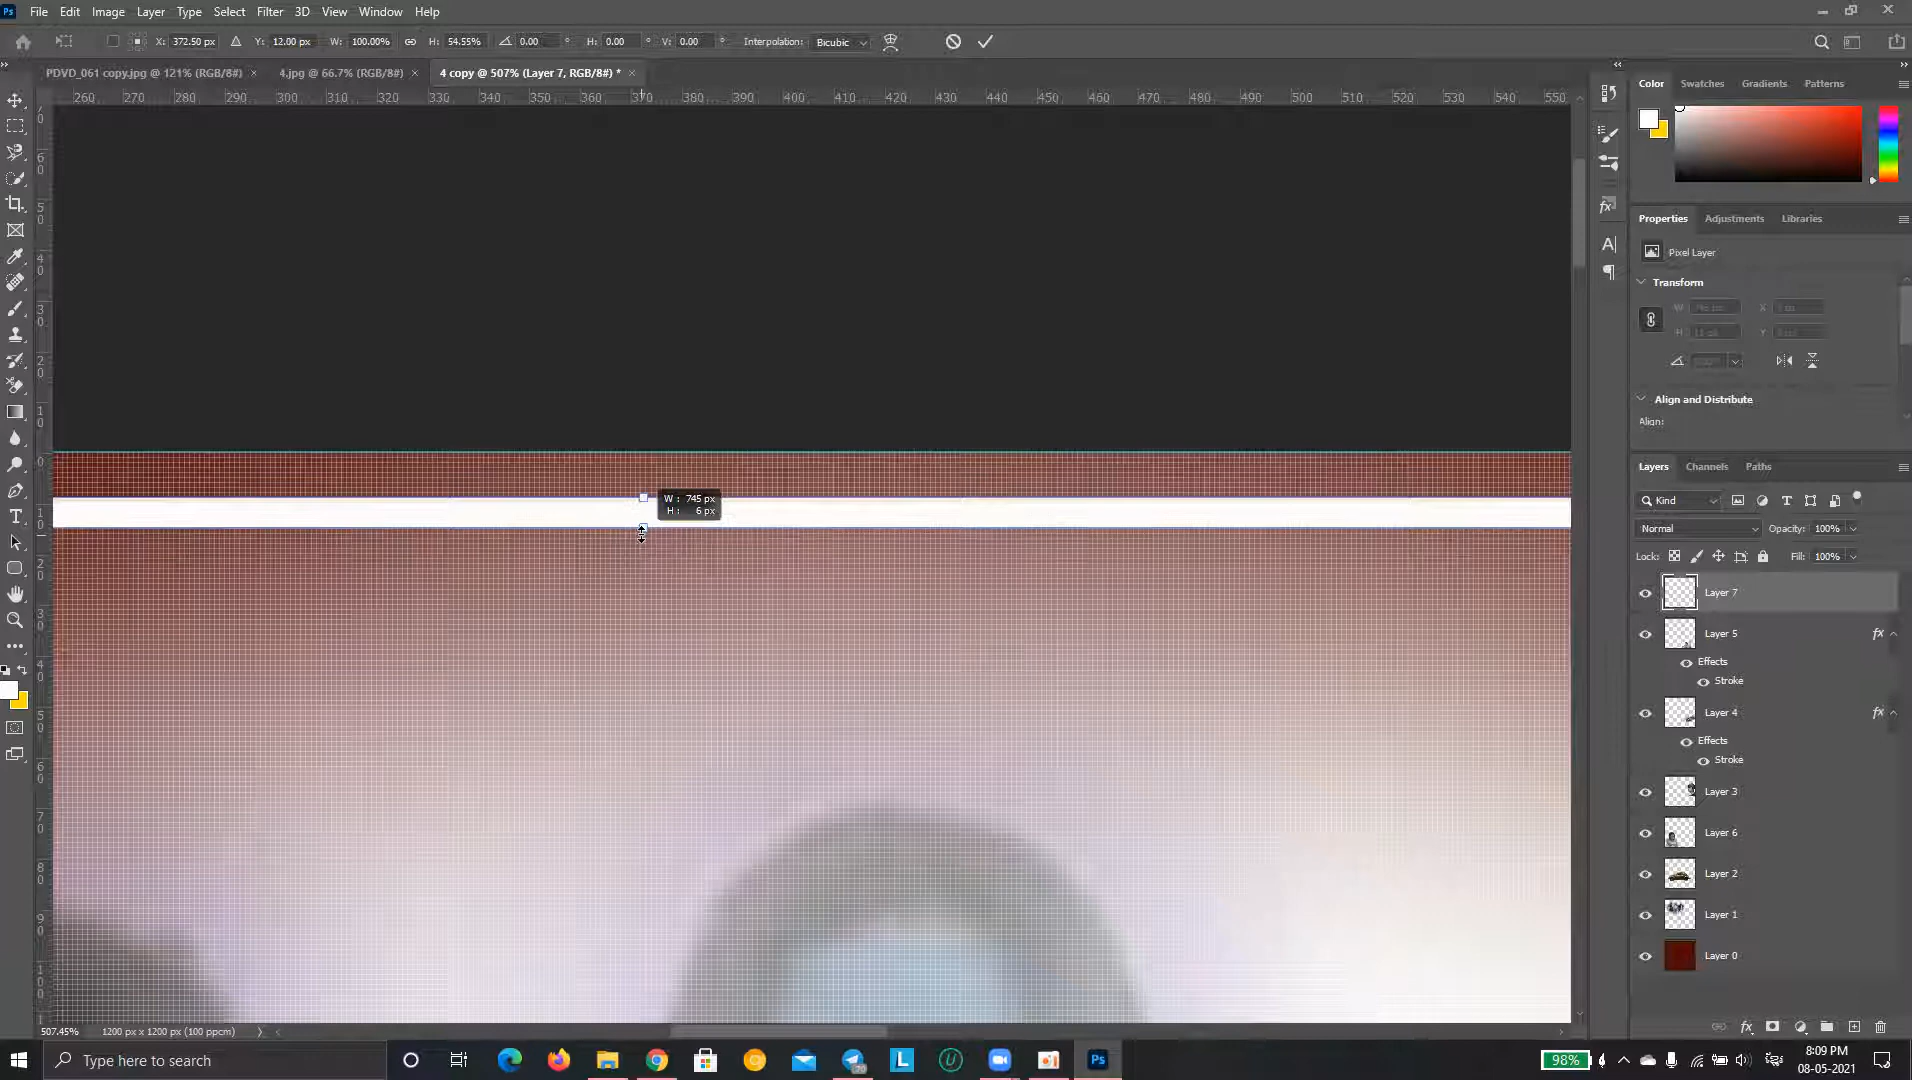 Ps File Edit Image Layer Type Select Filter 3D View Window Help
X: 372.50 px Y: 12.00 px W: 100.00% H: 54.55% 0.00 ° H: 0.00 ° V: 0.00 ° Interpolation: Bicubic
PDVD_061 copy.jpg @ 121% (RGB/8#) × 4.jpg @ 66.7% (RGB/8#) × 4 copy @ 507% (Layer 7, RGB/8#) * ×
260 270 280 290 300 310 320 330 340 350 360 370 380 390 400 410 420 430 440 450 460 470 480 490 500 510 520 530 540 550
Color Swatches Gradients Patterns
Properties Adjustments Libraries
Pixel Layer
Transform
W X
H Y
Align and Distribute
Align:
W : 745 px
H : 6 px
Layers Channels Paths
Kind
Normal Opacity: 100%
Lock: Fill: 100%
Layer 7
Layer 5 fx
Effects
Stroke
Layer 4 fx
Effects
Stroke
Layer 3
Layer 6
Layer 2
Layer 1
Layer 0
507.45% 1200 px x 1200 px (100 ppcm)
Type here to search
98%
8:09 PM
08-05-2021